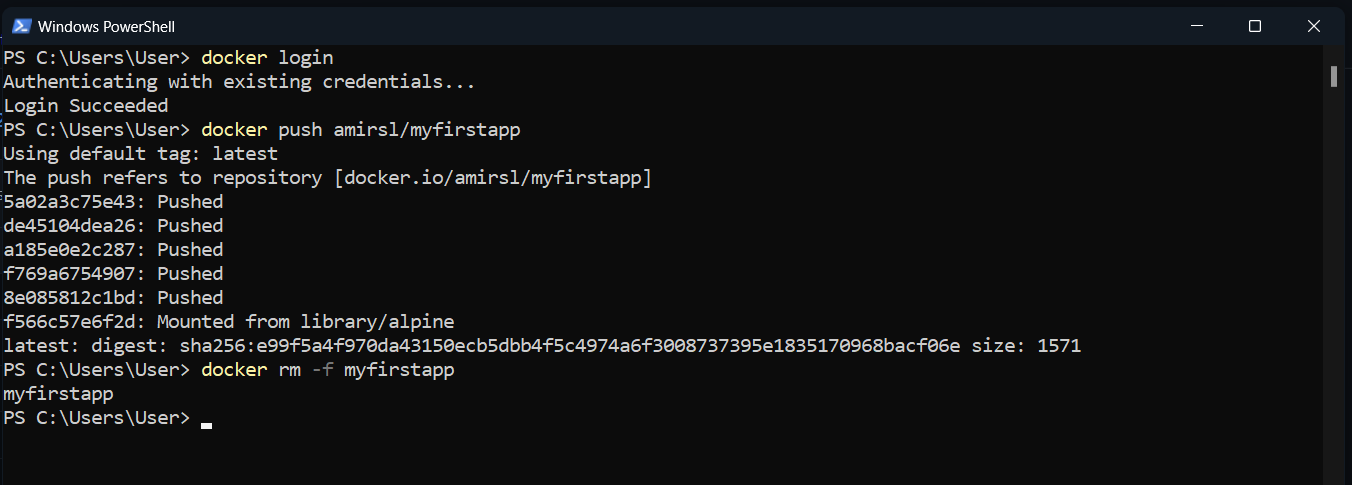 Windows PowerShell
PS C:\Users\User> docker login
Authenticating with existing credentials...
Login Succeeded
PS C:\Users\User> docker push amirsl/myfirstapp
Using default tag: latest
The push refers to repository [docker.io/amirsl/myfirstapp]
5a02a3c75e43: Pushed
de45104dea26: Pushed
a185e0e2c287: Pushed
f769a6754907: Pushed
8e085812c1bd: Pushed
f566c57e6f2d: Mounted from library/alpine
latest: digest: sha256:e99f5a4f970da43150ecb5dbb4f5c4974a6f3008737395e1835170968bacf06e size: 1571
PS C:\Users\User> docker rm -f myfirstapp
myfirstapp
PS C:\Users\User>